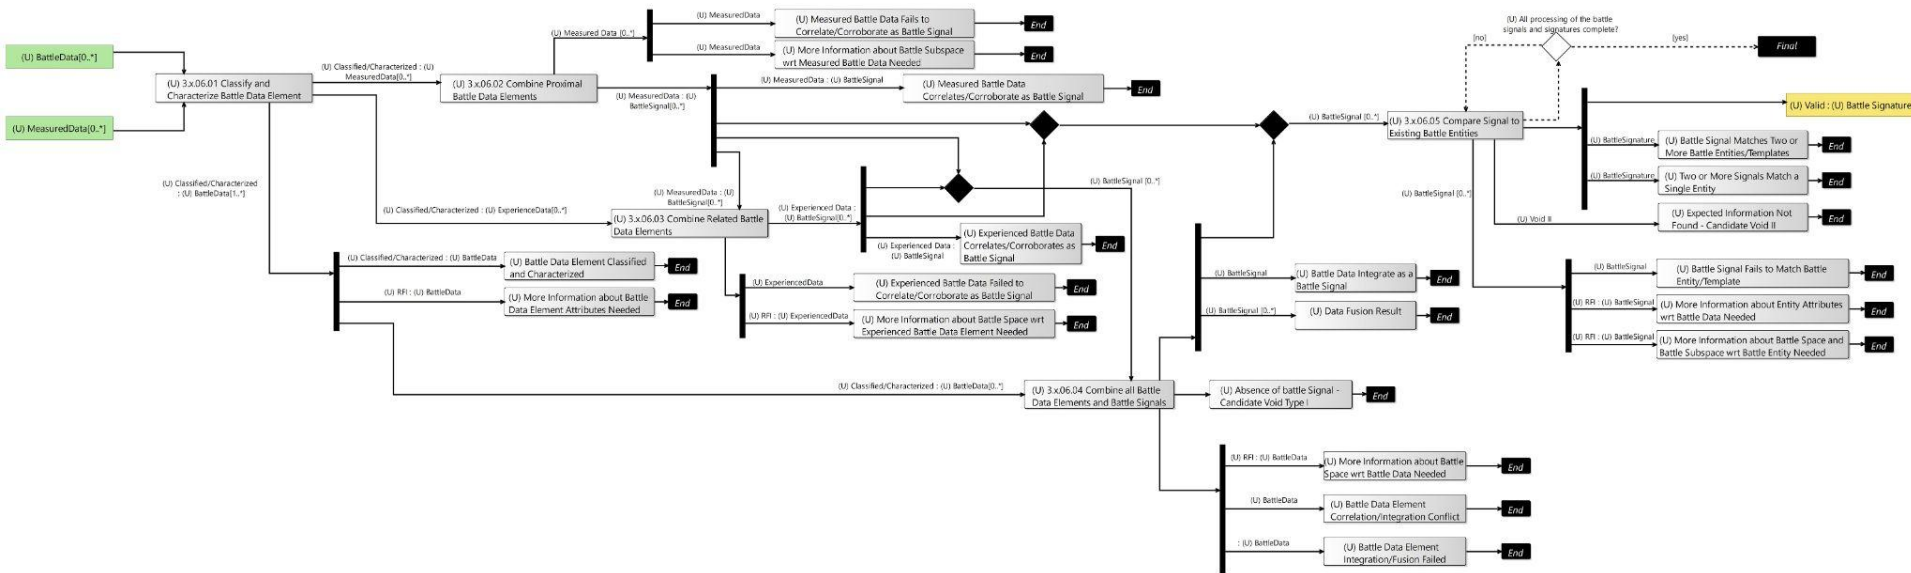 (U) BattleData[0..*]
(U) MeasuredData[0..*]
(U) 3.x.06.01 Classify and
Characterize Battle Data Element
(U) Classified/Characterized : (U)
MeasuredData[0..*]
(U) 3.x.06.02 Combine Proximal
Battle Data Elements
(U) Measured Data [0..*]
(U) MeasuredData
(U) Measured Battle Data Fails to
Correlate/Corroborate as Battle Signal
End
(U) MeasuredData
(U) More Information about Battle Subspace
wrt Measured Battle Data Needed
End
(U) MeasuredData : (U)
BattleSignal[0..*]
(U) MeasuredData : (U) BattleSignal
(U) Measured Battle Data
Correlates/Corroborate as Battle Signal
End
(U) Classified/Characterized
: (U) BattleData[1..*]
(U) Classified/Characterized : (U) ExperienceData[0..*]
(U) MeasuredData : (U)
BattleSignal[0..*]
(U) 3.x.06.03 Combine Related Battle
Data Elements
(U) Experienced Data :
(U) BattleSignal[0..*]
(U) Experienced Data :
(U) BattleSignal
(U) Experienced Battle Data
Correlates/Corroborates as
Battle Signal
End
(U) BattleSignal [0..*]
(U) Classified/Characterized : (U) BattleData
(U) Battle Data Element Classified
and Characterized
End
(U) RFI : (U) BattleData
(U) More Information about Battle
Data Element Attributes Needed
End
(U) ExperiencedData
(U) Experienced Battle Data Failed to
Correlate/Corroborate as Battle Signal
End
(U) RFI : (U) ExperiencedData
(U) More Information about Battle Space wrt
Experienced Battle Data Element Needed
End
(U) Classified/Characterized : (U) BattleData[0..*]
(U) 3.x.06.04 Combine all Battle
Data Elements and Battle Signals
(U) BattleSignal
(U) Battle Data Integrate as a
Battle Signal
End
(U) BattleSignal [0..*]
(U) Data Fusion Result
End
(U) Absence of battle Signal -
Candidate Void Type I
End
(U) RFI : (U) BattleData
(U) More Information about Battle
Space wrt Battle Data Needed
End
(U) BattleData
(U) Battle Data Element
Correlation/Integration Conflict
End
: (U) BattleData
(U) Battle Data Element
Integration/Fusion Failed
End
(U) BattleSignal [0..*]
(U) 3.x.06.05 Compare Signal to
Existing Battle Entities
(U) All processing of the battle
signals and signatures complete?
[no]
[yes]
Final
(U) Valid : (U) Battle Signature
(U) BattleSignature
(U) Battle Signal Matches Two or
More Battle Entities/Templates
End
(U) BattleSignature
(U) Two or More Signals Match a
Single Entity
End
(U) BattleSignal [0..*]
(U) Void II
(U) Expected Information Not
Found - Candidate Void II
End
(U) BattleSignal
(U) Battle Signal Fails to Match Battle
Entity/Template
End
(U) RFI : (U) BattleSignal
(U) More Information about Entity Attributes
wrt Battle Data Needed
End
(U) RFI : (U) BattleSignal
(U) More Information about Battle Space and
Battle Subspace wrt Battle Entity Needed
End